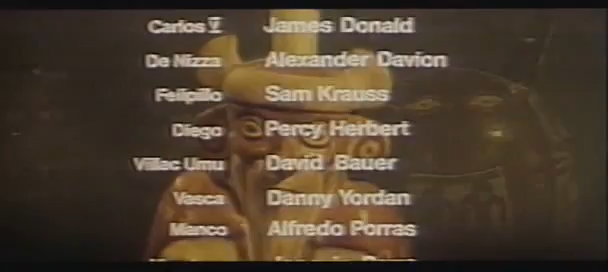 Carlos V James Donald
De Nizza Alexander Davion
Felipillo Sam Krauss
Diego Percy Herbert
Villac Umu David Bauer
Vasca Danny Yordan
Manco Alfredo Porras